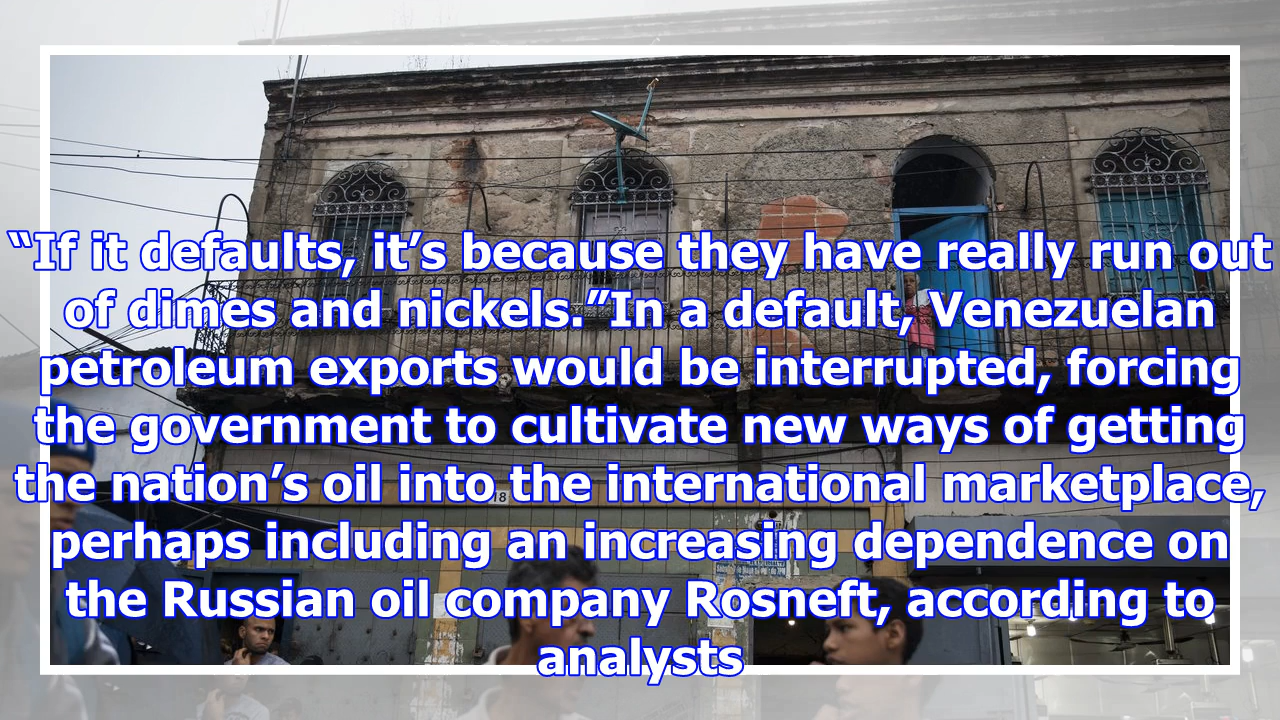 “If it defaults, it’s because they have really run out
of dimes and nickels.”In a default, Venezuelan
petroleum exports would be interrupted, forcing
the government to cultivate new ways of getting
the nation’s oil into the international marketplace,
perhaps including an increasing dependence on
the Russian oil company Rosneft, according to
analysts